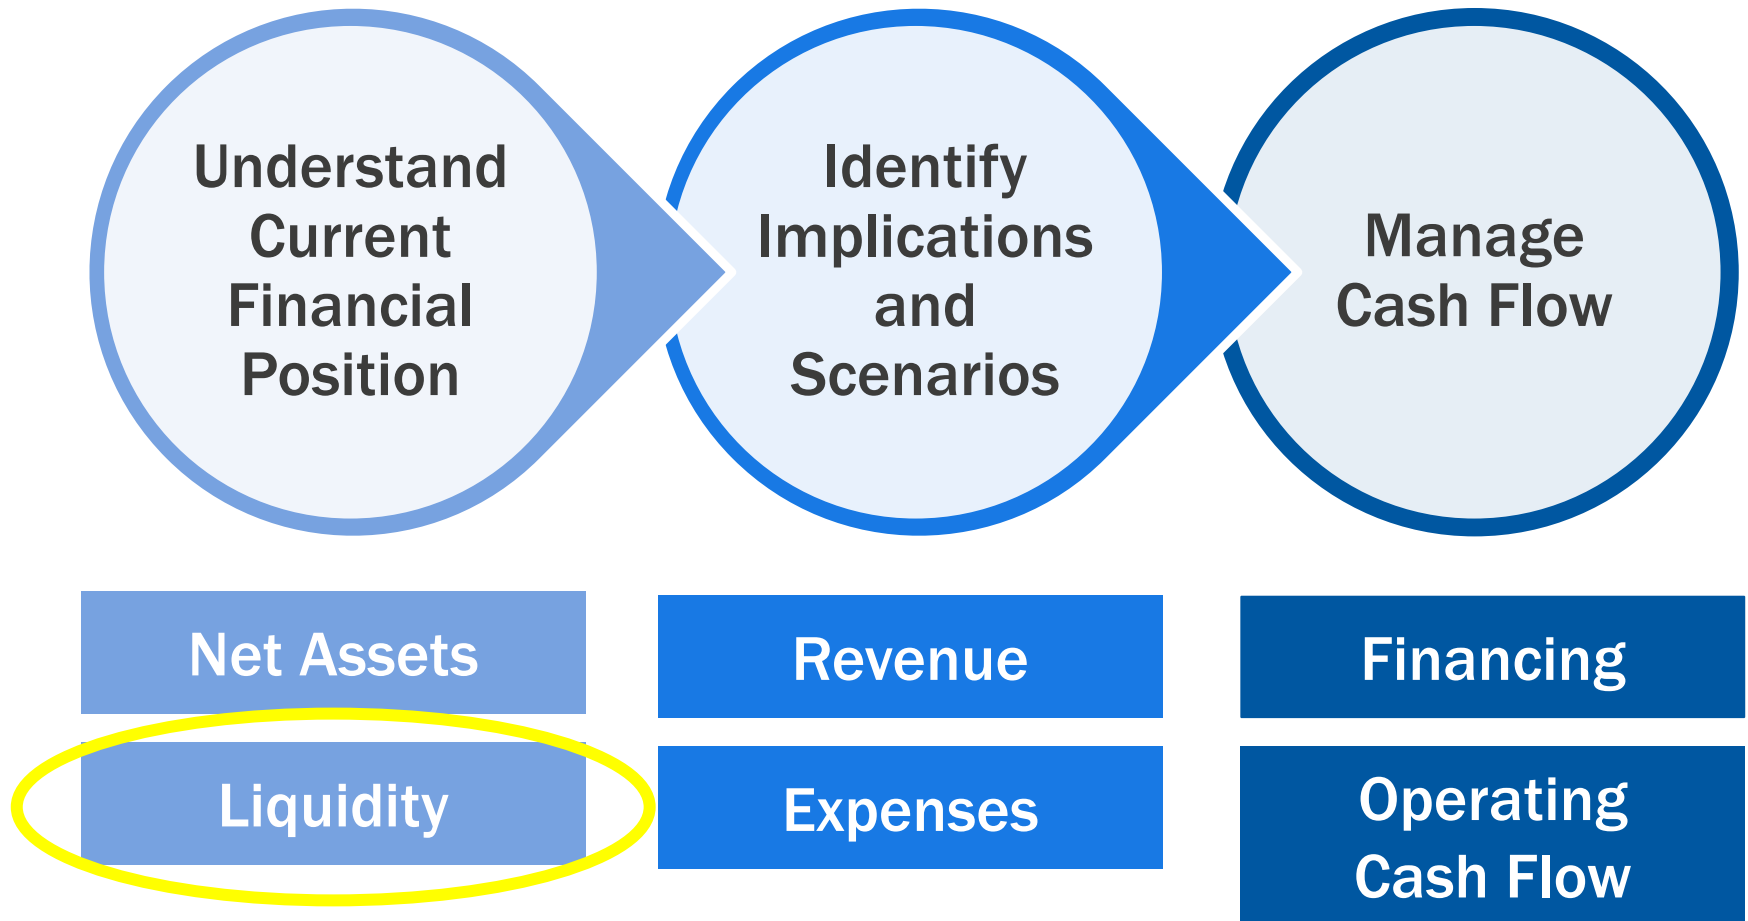 Understand
Current
Financial
Position
Identify
Implications
and
Scenarios
Manage
Cash Flow
Net Assets
Liquidity
Revenue
Expenses
Financing
Operating
Cash Flow